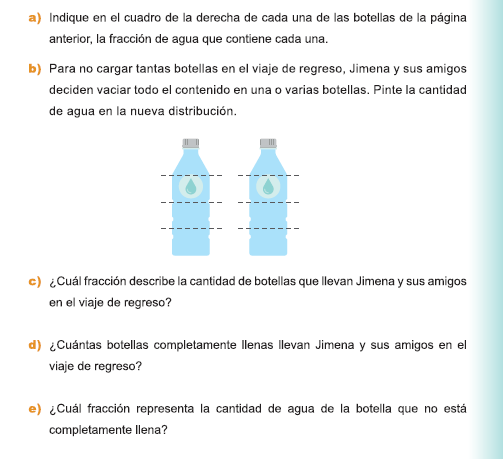 a) Indique en el cuadro de la derecha de cada una de las botellas de la página
anterior, la fracción de agua que contiene cada una.
b) Para no cargar tantas botellas en el viaje de regreso, Jimena y sus amigos
deciden vaciar todo el contenido en una o varias botellas. Pinte la cantidad
de agua en la nueva distribución.
c) ¿Cuál fracción describe la cantidad de botellas que llevan Jimena y sus amigos
en el viaje de regreso?
d) ¿Cuántas botellas completamente llenas llevan Jimena y sus amigos en el
viaje de regreso?
e) ¿Cuál fracción representa la cantidad de agua de la botella que no está
completamente llena?